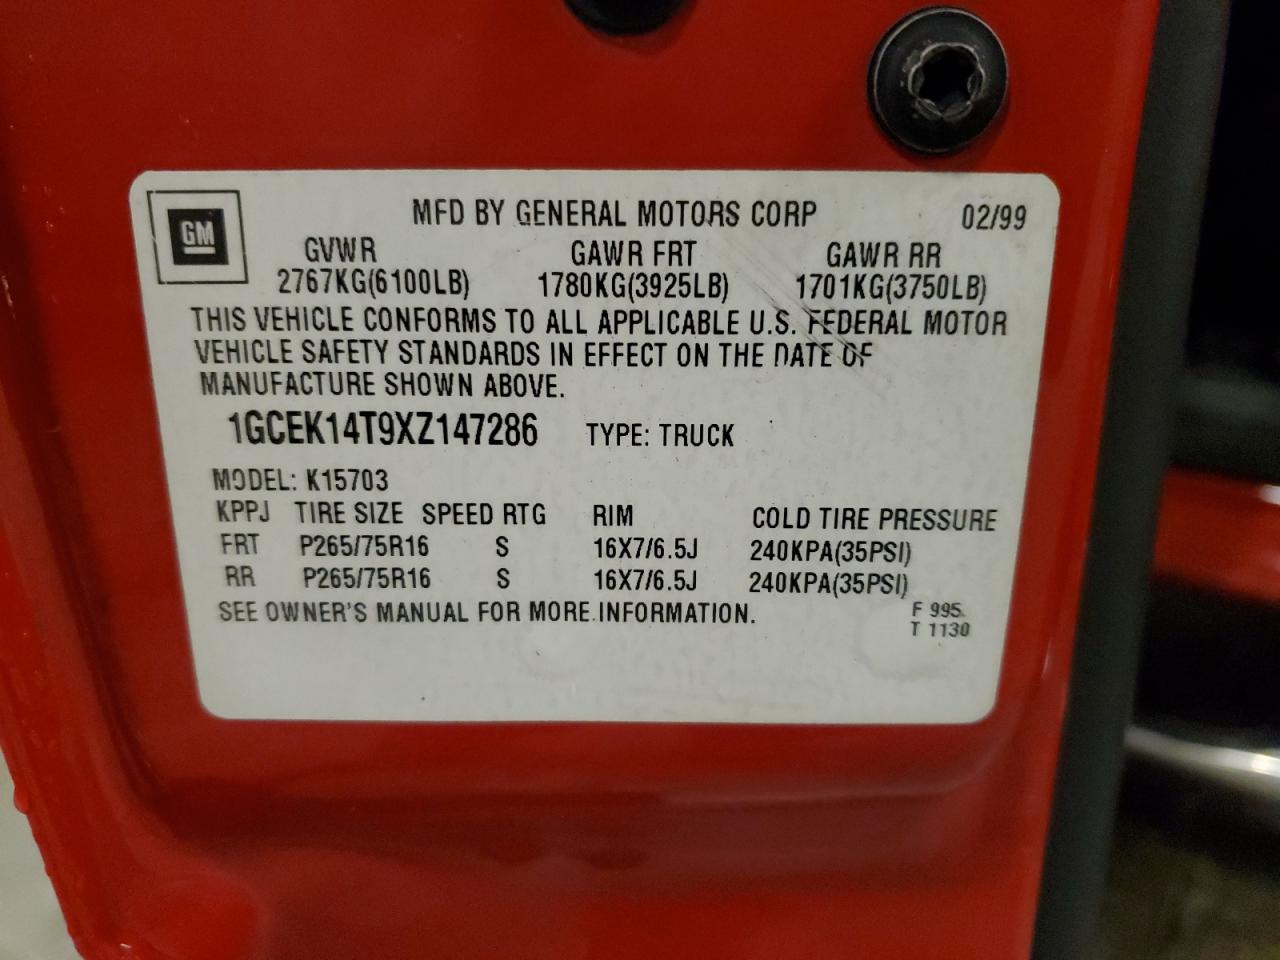 GM
MFD BY GENERAL MOTORS CORP 02/99
GVWR GAWR FRT GAWR RR
2767KG(6100LB) 1780KG(3925LB) 1701KG(3750LB)
THIS VEHICLE CONFORMS TO ALL APPLICABLE U.S. FEDERAL MOTOR
VEHICLE SAFETY STANDARDS IN EFFECT ON THE DATE OF
MANUFACTURE SHOWN ABOVE.
1GCEK14T9XZ147286 TYPE: TRUCK
MODEL: K15703
KPPJ TIRE SIZE SPEED RTG RIM COLD TIRE PRESSURE
FRT P265/75R16 S 16X7/6.5J 240KPA(35PSI)
RR P265/75R16 S 16X7/6.5J 240KPA(35PSI)
SEE OWNER'S MANUAL FOR MORE INFORMATION. F 995
T 1130